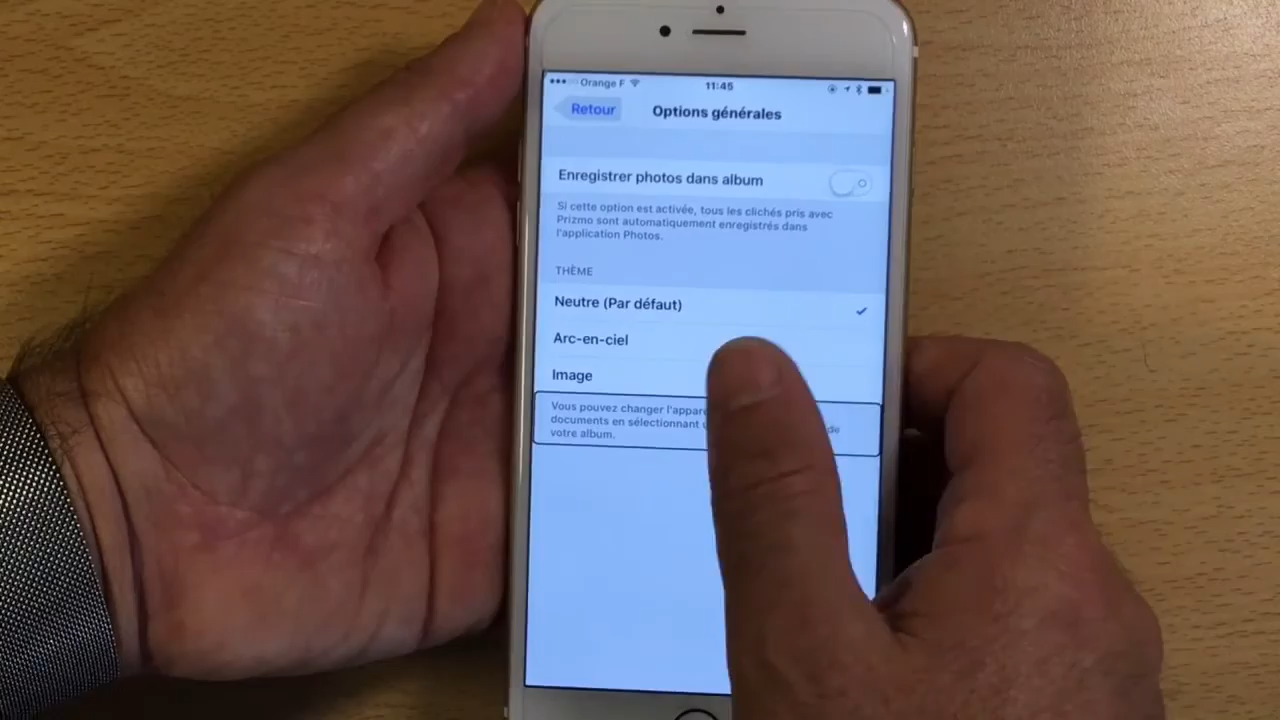 Orange F
11:45
Retour
Options générales
Enregistrer photos dans album
Si cette option est activée, tous les clichés pris avec
Prizmo sont automatiquement enregistrés dans
l'application Photos.
THÈME
Neutre (Par défaut)
Arc-en-ciel
Image
Vous pouvez changer
documents en sélectionnant de
votre album.